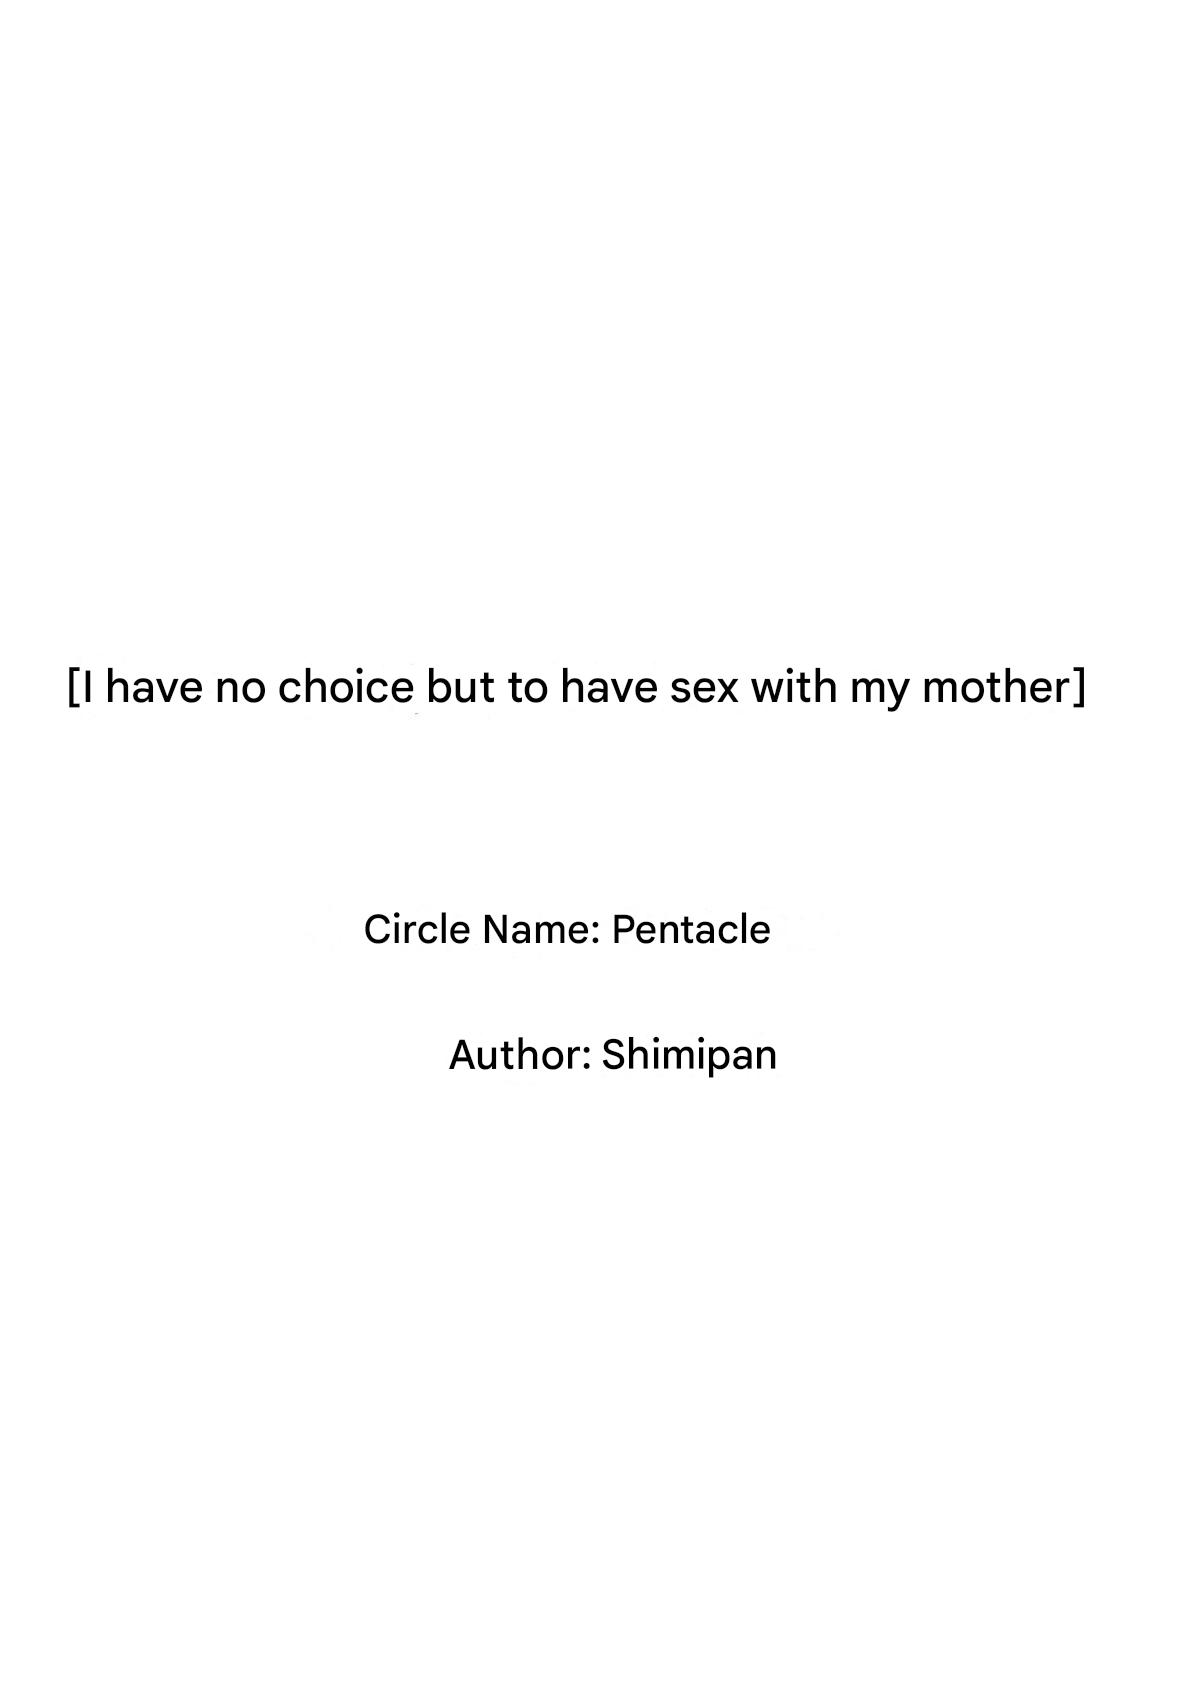 [I have no choice but to have sex with my mother]
Circle Name: Pentacle
Author: Shimipan